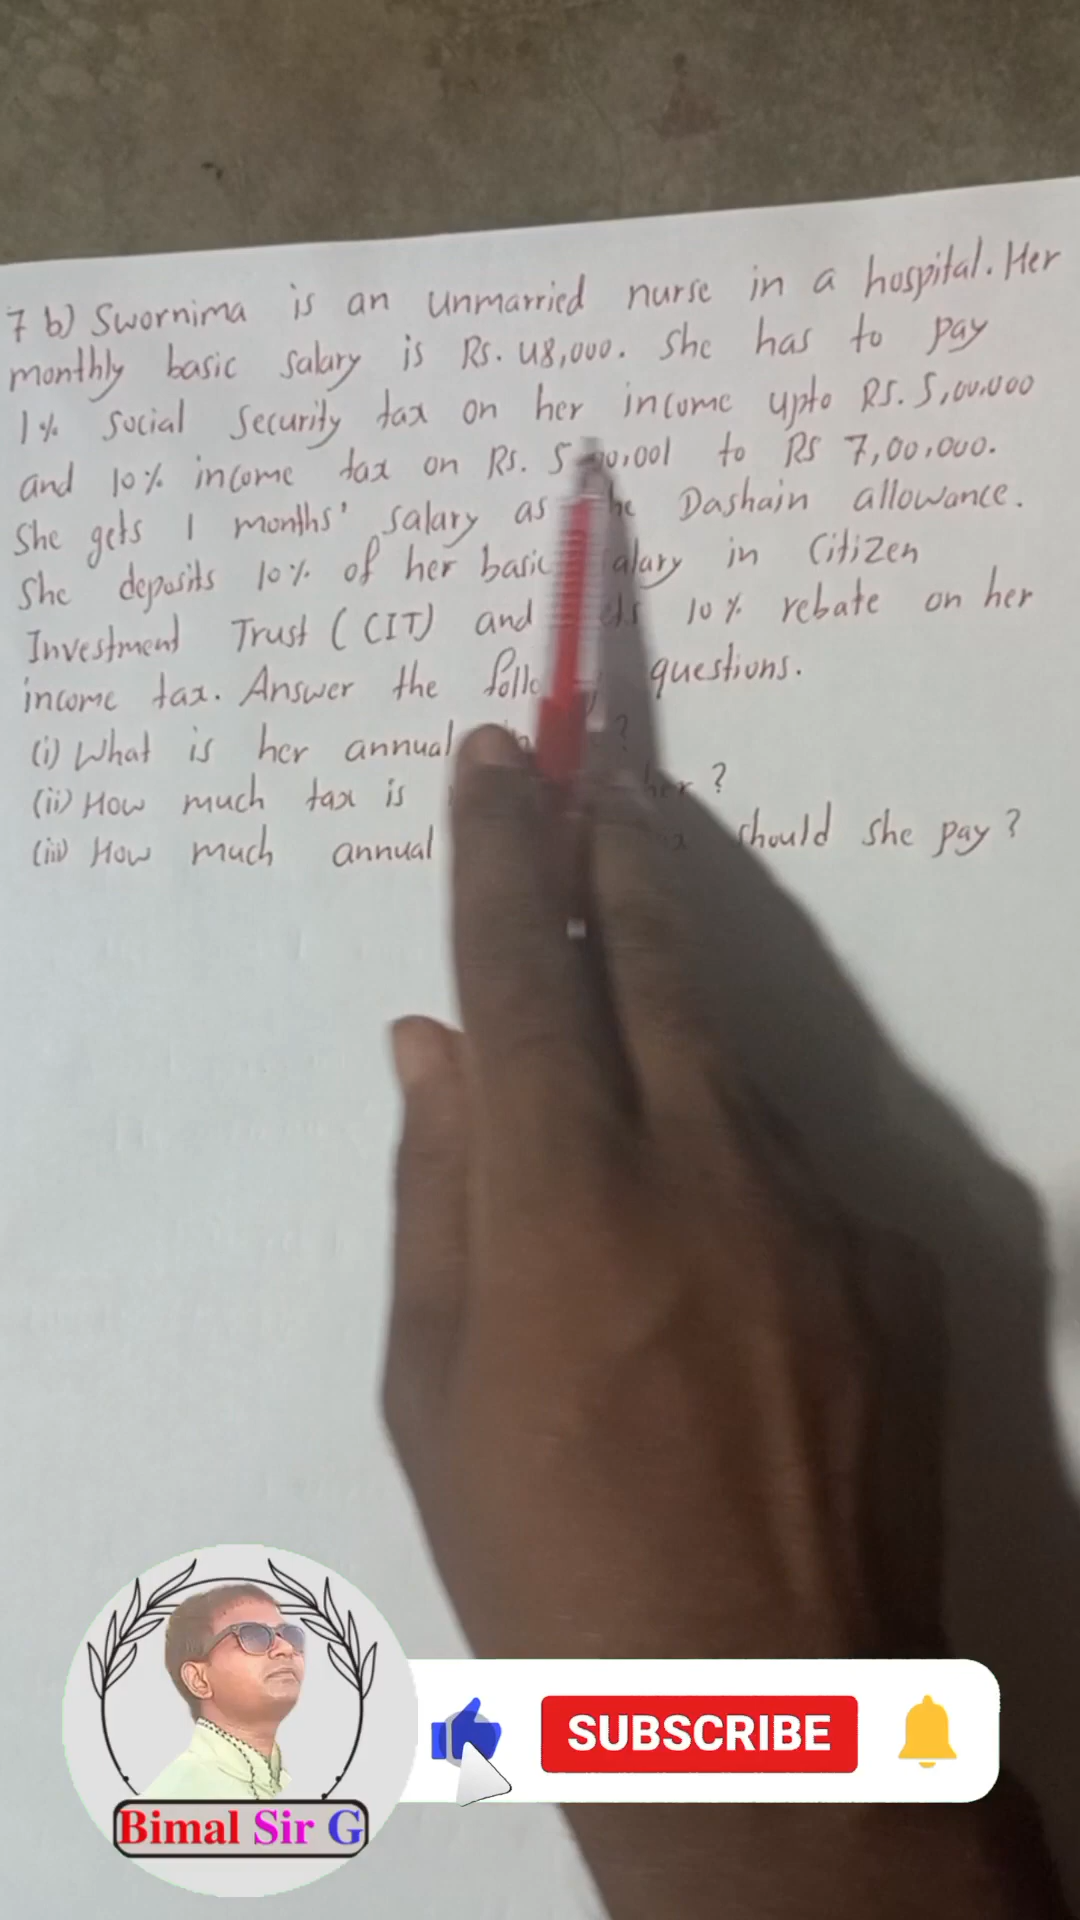 7 b) Swornima is an unmarried nurse in a hospital. Her
monthly basic salary is Rs. 48,000. She has to pay
1% Social Security tax on her income upto Rs. 5,00,000
and 10% income tax on Rs. 5,00,001 to Rs 7,00,000.
She gets 1 months' salary as the Dashain allowance.
She deposits 10% of her basic salary in Citizen
Investment Trust (CIT) and 10% rebate on her
income tax. Answer the questions.
(i) What is her annual ?
(ii) How much tax is her ?
(iii) How much annual should she pay ?
SUBSCRIBE
Bimal Sir G